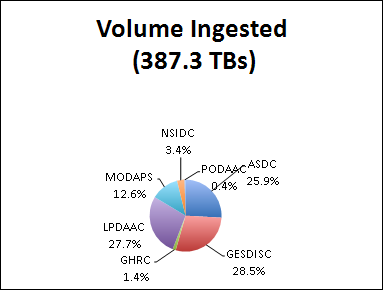 Volume Ingested
(387.3 TBs)
NSIDC
3.4%
PODAAC
0.4%
ASDC
25.9%
MODAPS
12.6%
LPDAAC
27.7%
GHRC
1.4%
GESDISC
28.5%